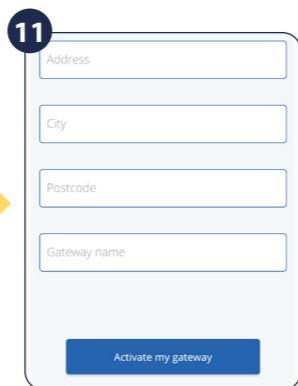 11
Address
City
Postcode
Gateway name
Activate my gateway